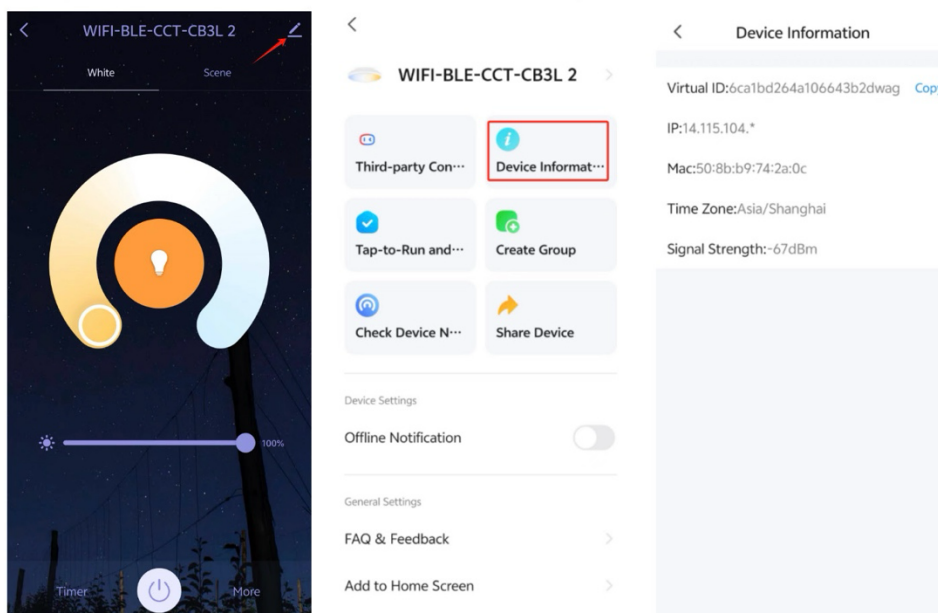 WIFI-BLE-CCT-CB3L 2
White
Scene
100%
Timer
More
WIFI-BLE-CCT-CB3L 2
Third-party Con···
Device Informat···
Tap-to-Run and···
Create Group
Check Device N···
Share Device
Device Settings
Offline Notification
General Settings
FAQ & Feedback
Add to Home Screen
Device Information
Virtual ID:6ca1bd264a106643b2dwag Copy
IP:14.115.104.*
Mac:50:8b:b9:74:2a:0c
Time Zone:Asia/Shanghai
Signal Strength:-67dBm